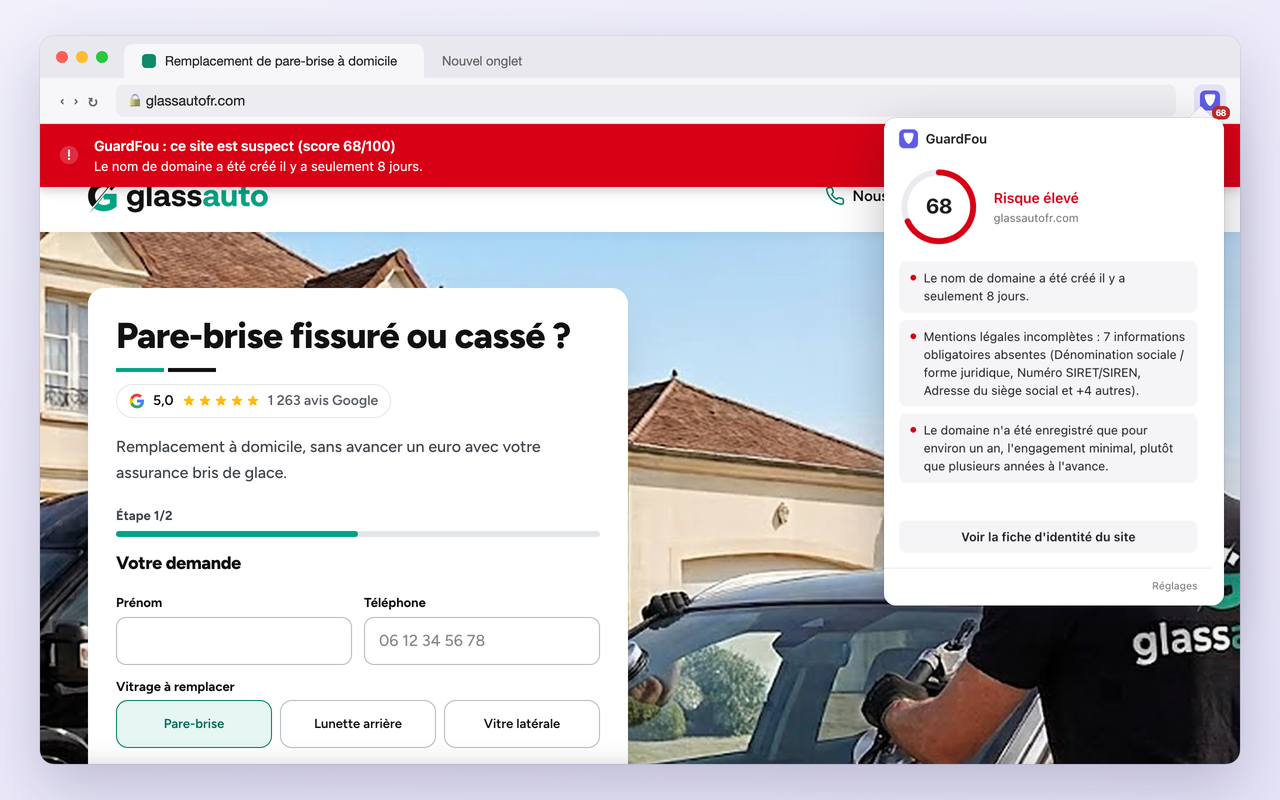 Remplacement de pare-brise à domicile
Nouvel onglet
glassautofr.com
68
GuardFou : ce site est suspect (score 68/100)
Le nom de domaine a été créé il y a seulement 8 jours.
glassauto
Nous
GuardFou
68
Risque élevé
glassautofr.com
Le nom de domaine a été créé il y a
seulement 8 jours.
Mentions légales incomplètes : 7 informations
obligatoires absentes (Dénomination sociale /
forme juridique, Numéro SIRET/SIREN,
Adresse du siège social et +4 autres).
Le domaine n'a été enregistré que pour
environ un an, l'engagement minimal, plutôt
que plusieurs années à l'avance.
Voir la fiche d'identité du site
Réglages
Pare-brise fissuré ou cassé ?
5,0 ★★★★★ 1 263 avis Google
Remplacement à domicile, sans avancer un euro avec votre
assurance bris de glace.
Étape 1/2
Votre demande
Prénom
Téléphone
06 12 34 56 78
Vitrage à remplacer
Pare-brise
Lunette arrière
Vitre latérale
glassa